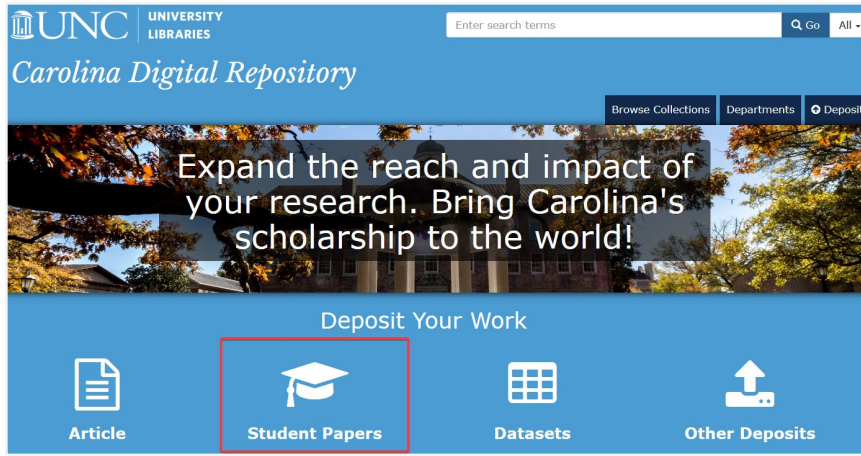 UNC UNIVERSITY
LIBRARIES
Enter search terms
Go
All
Carolina Digital Repository
Browse Collections
Departments
Deposit
Expand the reach and impact of
your research. Bring Carolina's
scholarship to the world!
Deposit Your Work
Article
Student Papers
Datasets
Other Deposits